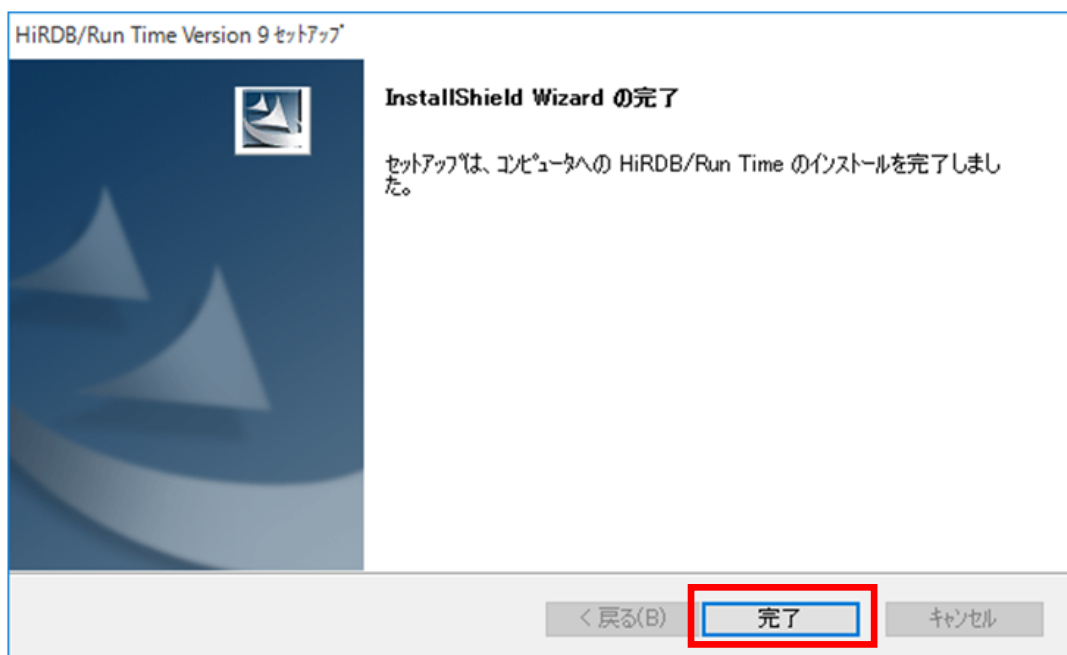 HiRDB/Run Time Version 9 ｾｯﾄｱｯﾌﾟ
InstallShield Wizard の完了
ｾｯﾄｱｯﾌﾟは、ｺﾝﾋﾟｭｰﾀへの HiRDB/Run Time のｲﾝｽﾄｰﾙを完了しまし
た。
< 戻る(B)
完了
ｷｬﾝｾﾙ